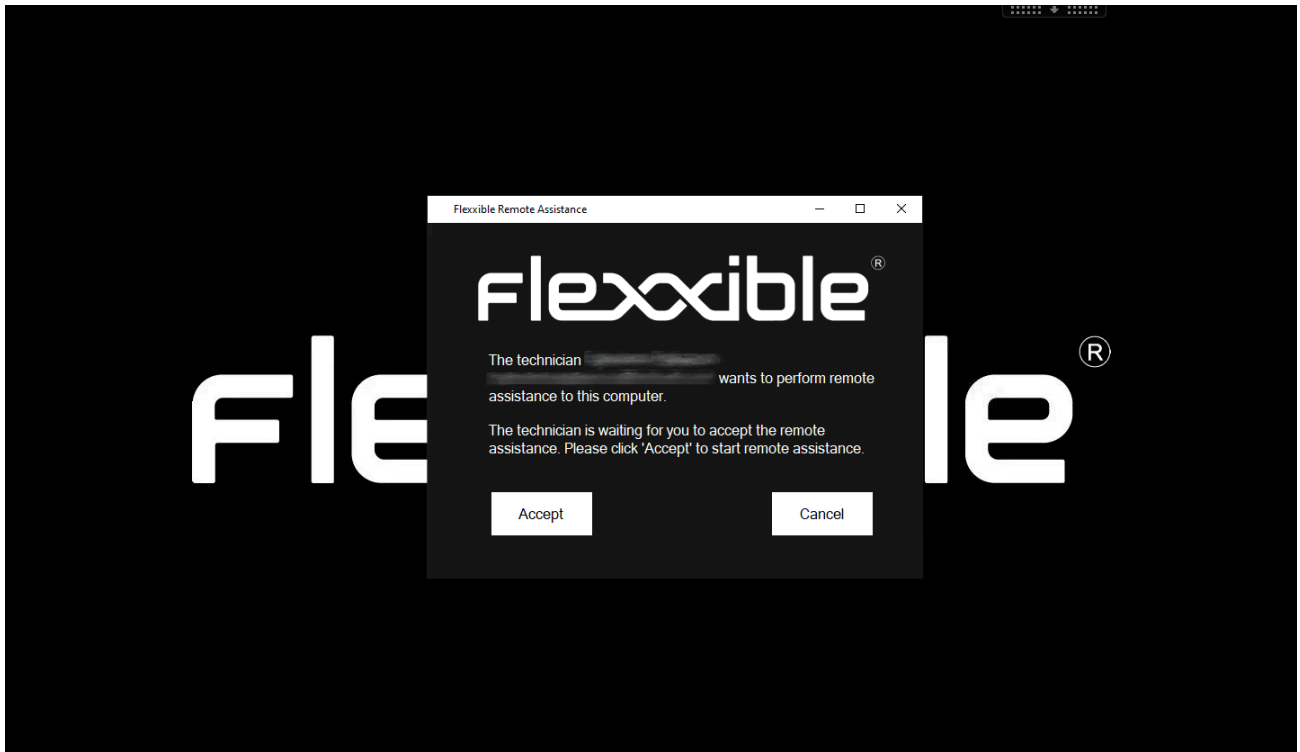 Flexxible Remote Assistance
flexxible®
The technician
wants to perform remote
assistance to this computer.
The technician is waiting for you to accept the remote
assistance. Please click 'Accept' to start remote assistance.
fle le®
Accept Cancel